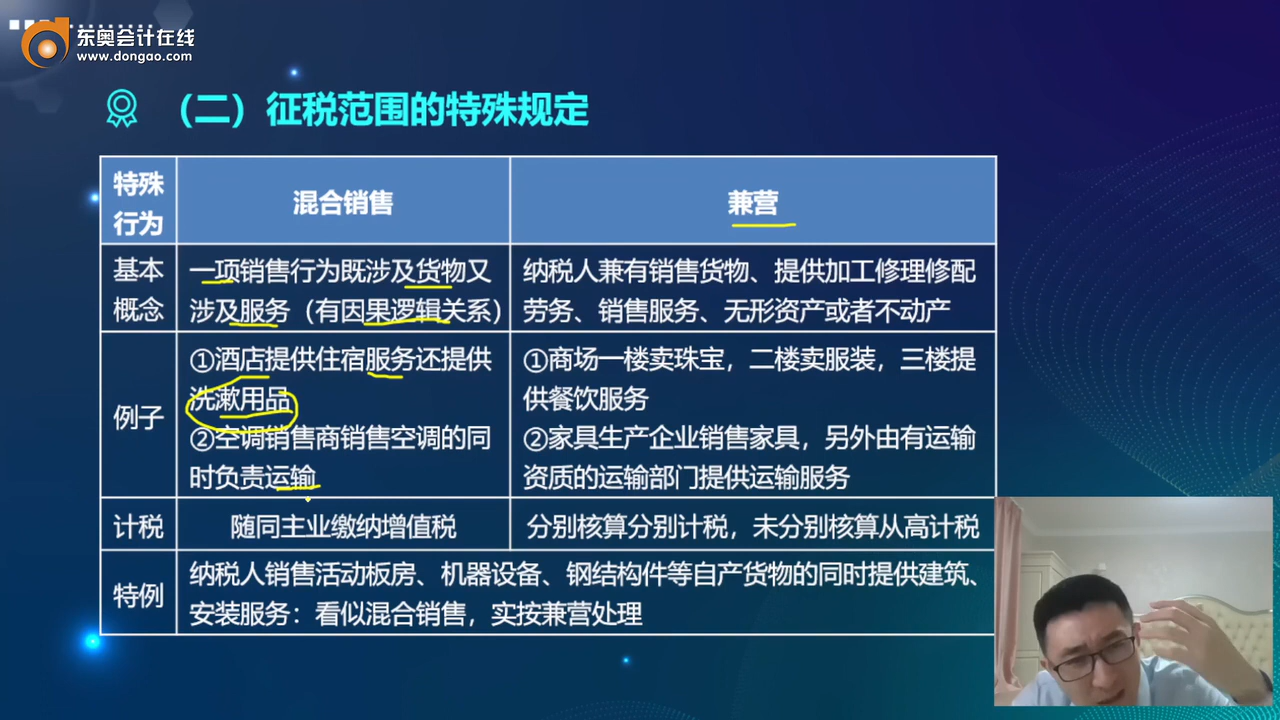 东奥会计在线
www.dongao.com
（二）征税范围的特殊规定
特殊
行为
混合销售
兼营
基本
概念
一项销售行为既涉及货物又
涉及服务（有因果逻辑关系）
纳税人兼有销售货物、提供加工修理修配
劳务、销售服务、无形资产或者不动产
例子
①酒店提供住宿服务还提供
洗漱用品
②空调销售商销售空调的同
时负责运输
①商场一楼卖珠宝，二楼卖服装，三楼提
供餐饮服务
②家具生产企业销售家具，另外由有运输
资质的运输部门提供运输服务
计税
随同主业缴纳增值税
分别核算分别计税，未分别核算从高计税
特例
纳税人销售活动板房、机器设备、钢结构件等自产货物的同时提供建筑、
安装服务：看似混合销售，实按兼营处理